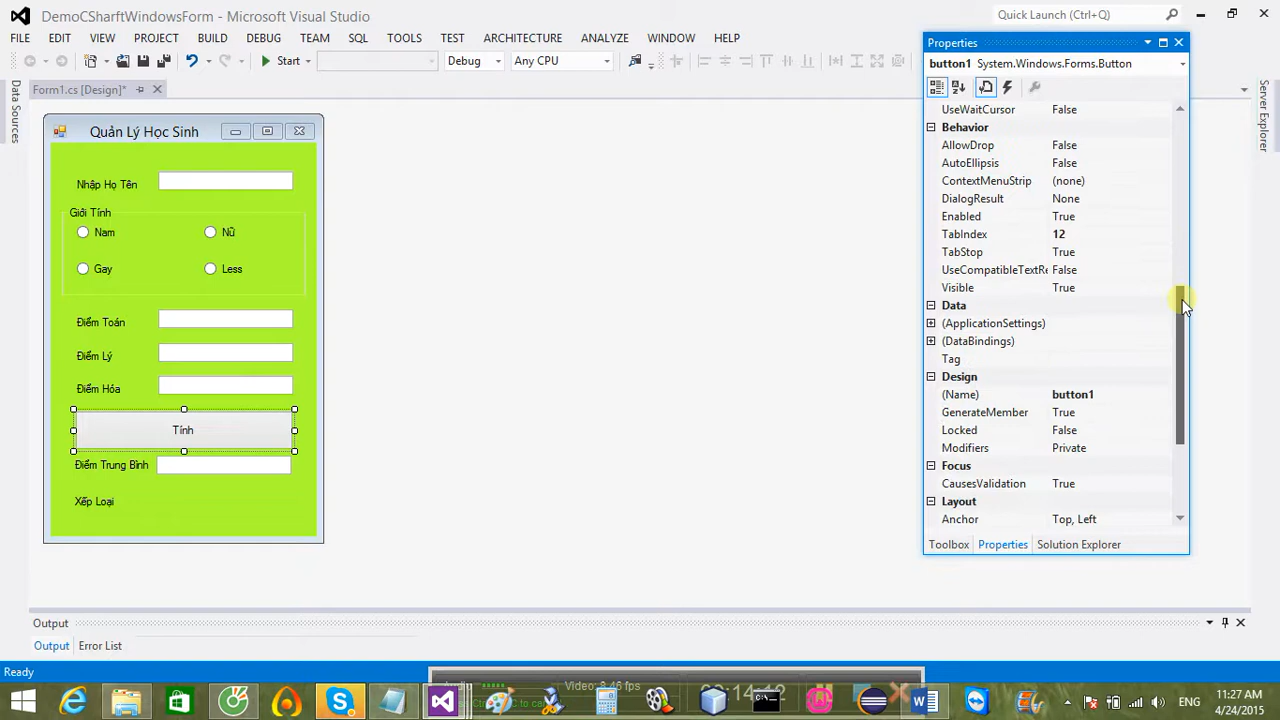 DemoCSharftWindowsForm - Microsoft Visual Studio
Quick Launch (Ctrl+Q)
FILE EDIT VIEW PROJECT BUILD DEBUG TEAM SQL TOOLS TEST ARCHITECTURE ANALYZE WINDOW HELP
Start Debug Any CPU
Form1.cs [Design]*
Data Sources
Server Explorer
Quản Lý Học Sinh
Nhập Họ Tên
Giới Tính
Nam Nữ
Gay Less
Điểm Toán
Điểm Lý
Điểm Hóa
Tính
Điểm Trung Bình
Xếp Loại
Properties
button1 System.Windows.Forms.Button
UseWaitCursor False
Behavior
AllowDrop False
AutoEllipsis False
ContextMenuStrip (none)
DialogResult None
Enabled True
TabIndex 12
TabStop True
UseCompatibleTextRe False
Visible True
Data
(ApplicationSettings)
(DataBindings)
Tag
Design
(Name) button1
GenerateMember True
Locked False
Modifiers Private
Focus
CausesValidation True
Layout
Anchor Top, Left
Toolbox Properties Solution Explorer
Output
Output Error List
Ready
Video: 8.46 fps
ENG
11:27 AM
4/24/2015